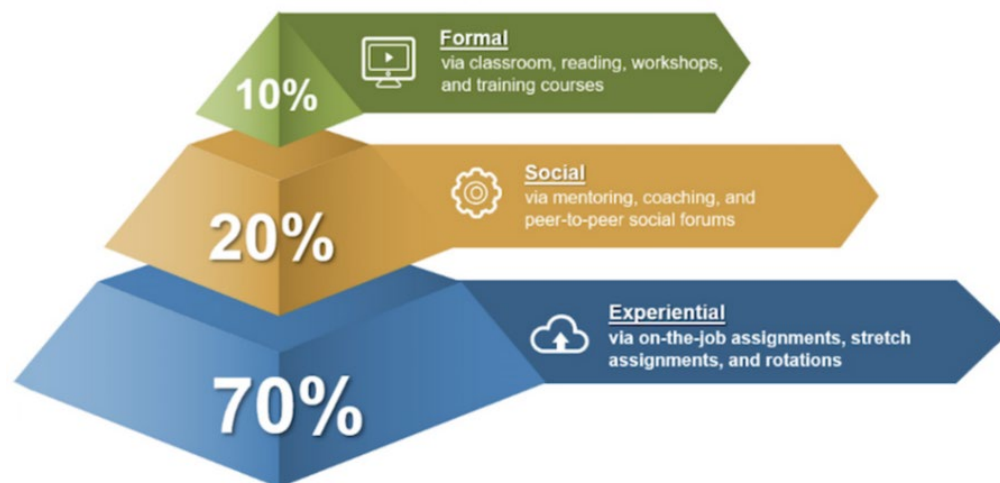 10%
Formal
via classroom, reading, workshops,
and training courses
20%
Social
via mentoring, coaching, and
peer-to-peer social forums
70%
Experiential
via on-the-job assignments, stretch
assignments, and rotations